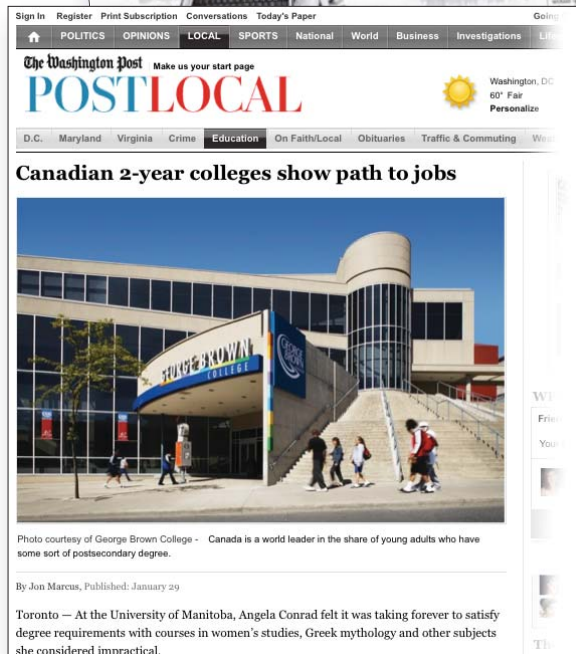 Sign In Register Print Subscription Conversations Today's Paper
Going
POLITICS OPINIONS LOCAL SPORTS National World Business Investigations
The Washington Post Make us your start page
POSTLOCAL
Washington, DC
60° Fair
Personalize
D.C. Maryland Virginia Crime Education On Faith/Local Obituaries Traffic & Commuting
Canadian 2-year colleges show path to jobs
GEORGE BROWN
COLLEGE
GEORGE
BROWN
Photo courtesy of George Brown College - Canada is a world leader in the share of young adults who have
some sort of postsecondary degree.
By Jon Marcus, Published: January 29
Toronto — At the University of Manitoba, Angela Conrad felt it was taking forever to satisfy
degree requirements with courses in women's studies, Greek mythology and other subjects
she considered impractical.